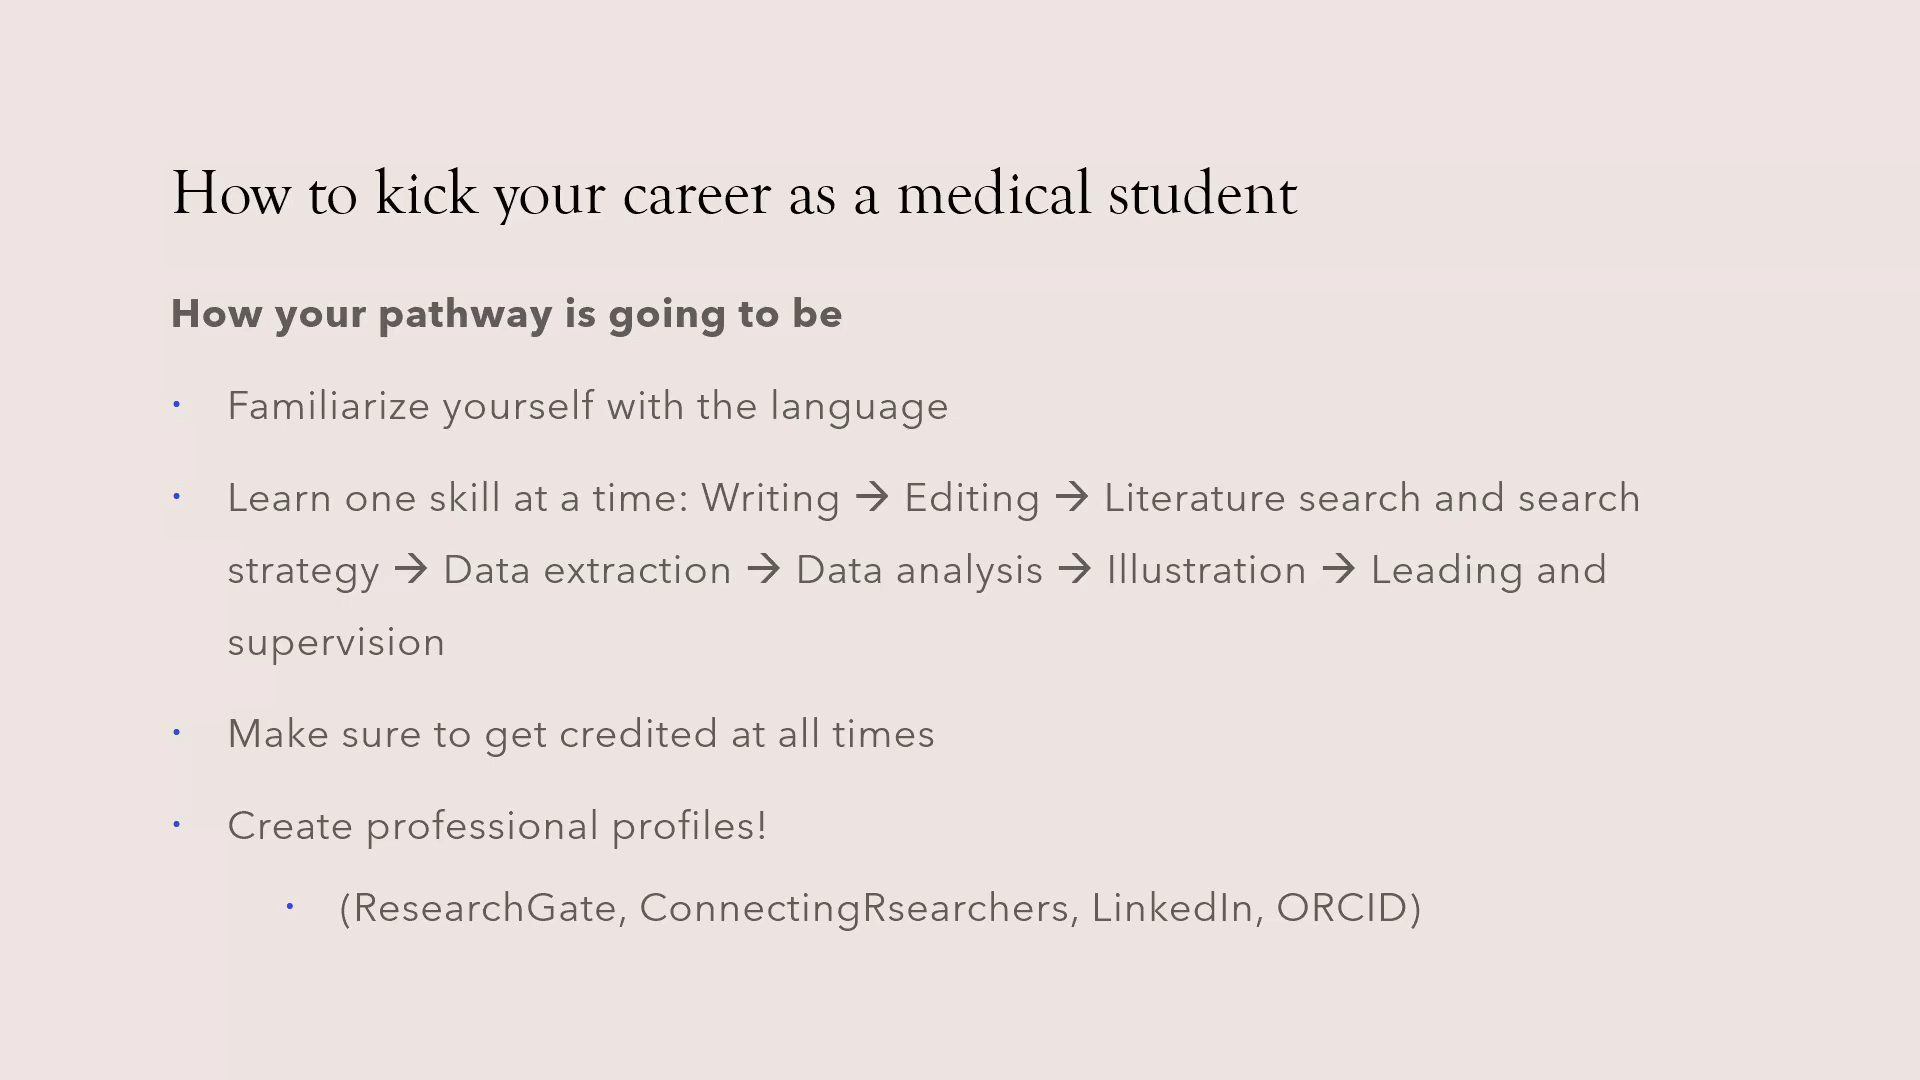 How to kick your career as a medical student
How your pathway is going to be
• Familiarize yourself with the language
• Learn one skill at a time: Writing → Editing → Literature search and search
strategy → Data extraction → Data analysis → Illustration → Leading and
supervision
• Make sure to get credited at all times
• Create professional profiles!
• (ResearchGate, ConnectingRsearchers, LinkedIn, ORCID)